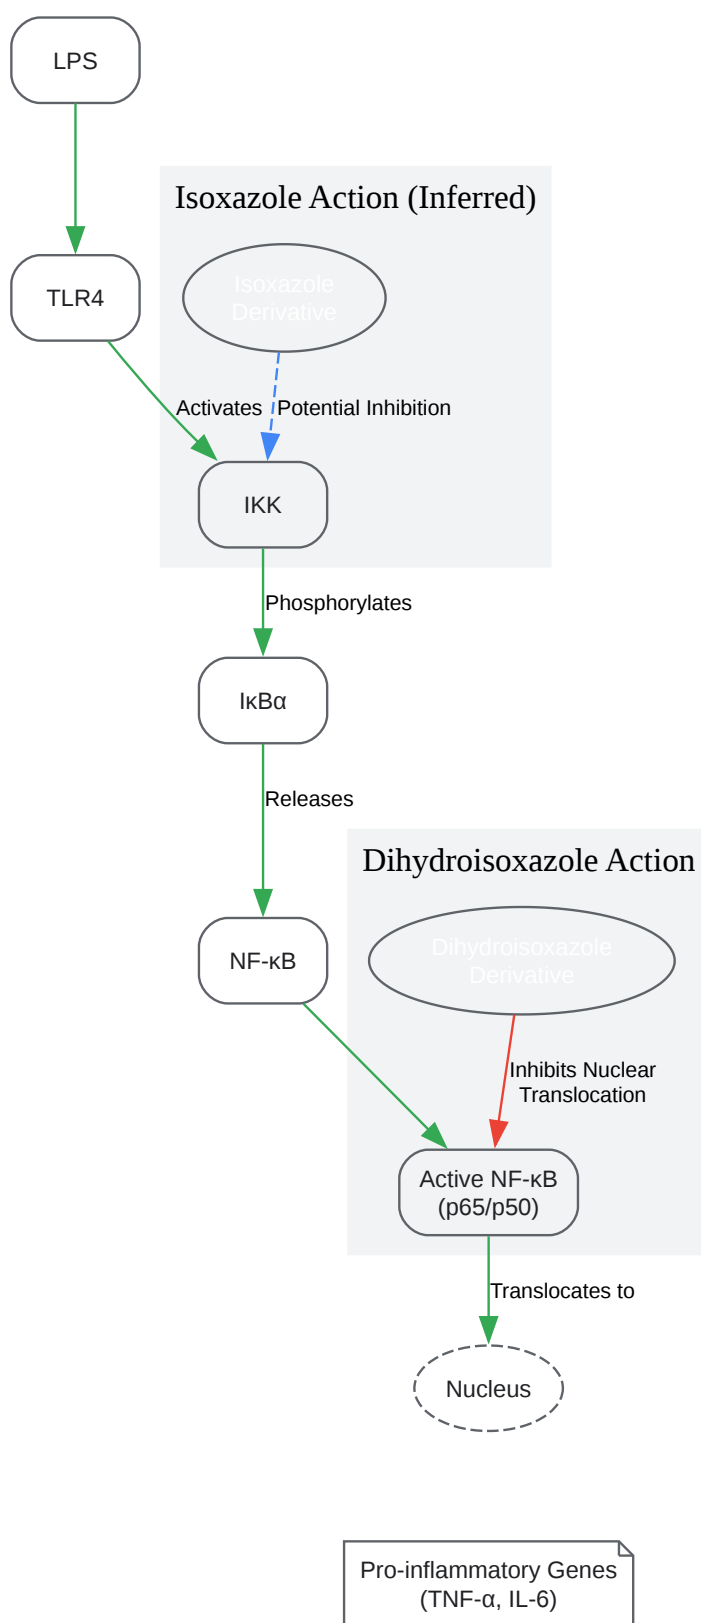 LPS
Isoxazole Action (Inferred)
Isoxazole
Derivative
TLR4
Activates
Potential Inhibition
IKK
Phosphorylates
IκBα
Releases
Dihydroisoxazole Action
Dihydroisoxazole
Derivative
NF-κB
Inhibits Nuclear
Translocation
Active NF-κB
(p65/p50)
Translocates to
Nucleus
Pro-inflammatory Genes
(TNF-α, IL-6)